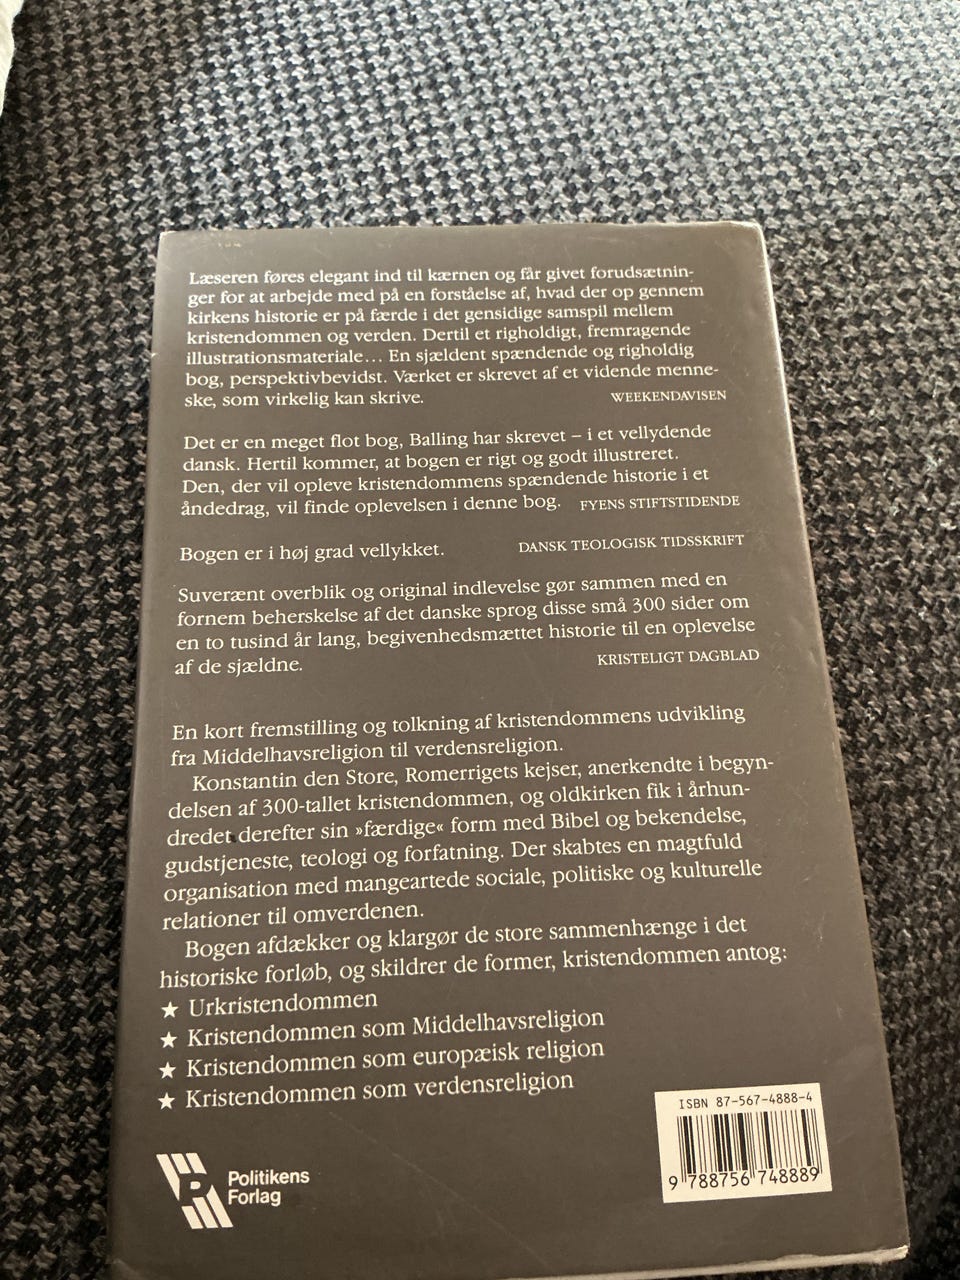 Læseren føres elegant ind til kærnen og får givet forudsætnin-
ger for at arbejde med på en forståelse af, hvad der op gennem
kirkens historie er på færde i det gensidige samspil mellem
kristendommen og verden. Dertil et righoldigt, fremragende
illustrationsmateriale... En sjældent spændende og righoldig
bog, perspektivbevidst. Værket er skrevet af et vidende menne-
ske, som virkelig kan skrive. WEEKENDAVISEN
Det er en meget flot bog, Balling har skrevet – i et vellydende
dansk. Hertil kommer, at bogen er rigt og godt illustreret.
Den, der vil opleve kristendommens spændende historie i et
åndedrag, vil finde oplevelsen i denne bog. FYENS STIFTSTIDENDE
Bogen er i høj grad vellykket. DANSK TEOLOGISK TIDSSKRIFT
Suverænt overblik og original indlevelse gør sammen med en
fornem beherskelse af det danske sprog disse små 300 sider om
en to tusind år lang, begivenhedsmættet historie til en oplevelse
af de sjældne. KRISTELIGT DAGBLAD
En kort fremstilling og tolkning af kristendommens udvikling
fra Middelhavsreligion til verdensreligion.
Konstantin den Store, Romerrigets kejser, anerkendte i begyn-
delsen af 300-tallet kristendommen, og oldkirken fik i århun-
dredet derefter sin »færdige« form med Bibel og bekendelse,
gudstjeneste, teologi og forfatning. Der skabtes en magtfuld
organisation med mangeartede sociale, politiske og kulturelle
relationer til omverdenen.
Bogen afdækker og klargør de store sammenhænge i det
historiske forløb, og skildrer de former, kristendommen antog:
★ Urkristendommen
★ Kristendommen som Middelhavsreligion
★ Kristendommen som europæisk religion
★ Kristendommen som verdensreligion
ISBN 87-567-4888-4
9 788756 748889
Politikens
Forlag